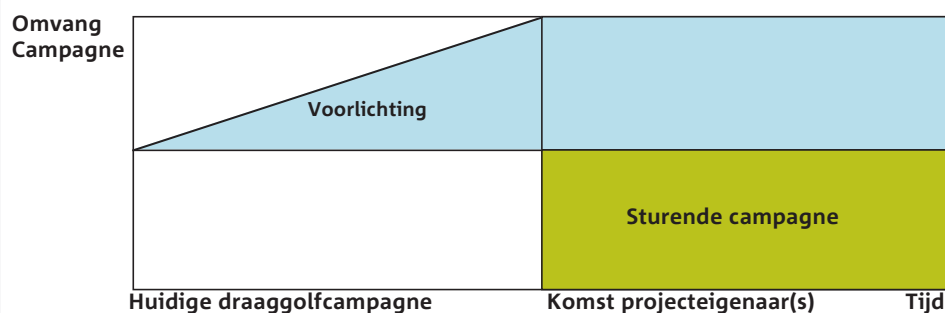 Omvang
Campagne
Voorlichting
Sturende campagne
Huidige draaggolfcampagne
Komst projecteigenaar(s)
Tijd